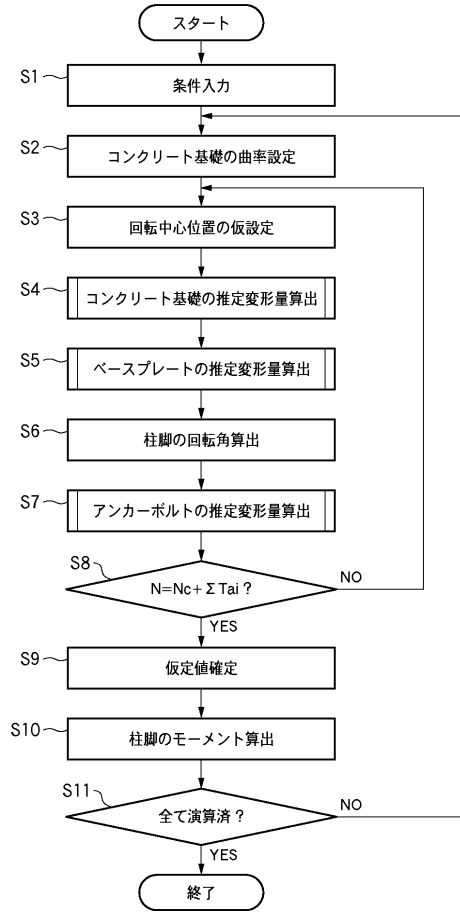 スタート
S1
条件入力
S2
コンクリート基礎の曲率設定
S3
回転中心位置の仮設定
S4
コンクリート基礎の推定変形量算出
S5
ベースプレートの推定変形量算出
S6
柱脚の回転角算出
S7
アンカーボルトの推定変形量算出
S8
N=Nc+ΣTai?
NO
YES
S9
仮定値確定
S10
柱脚のモーメント算出
S11
全て演算済?
NO
YES
終了